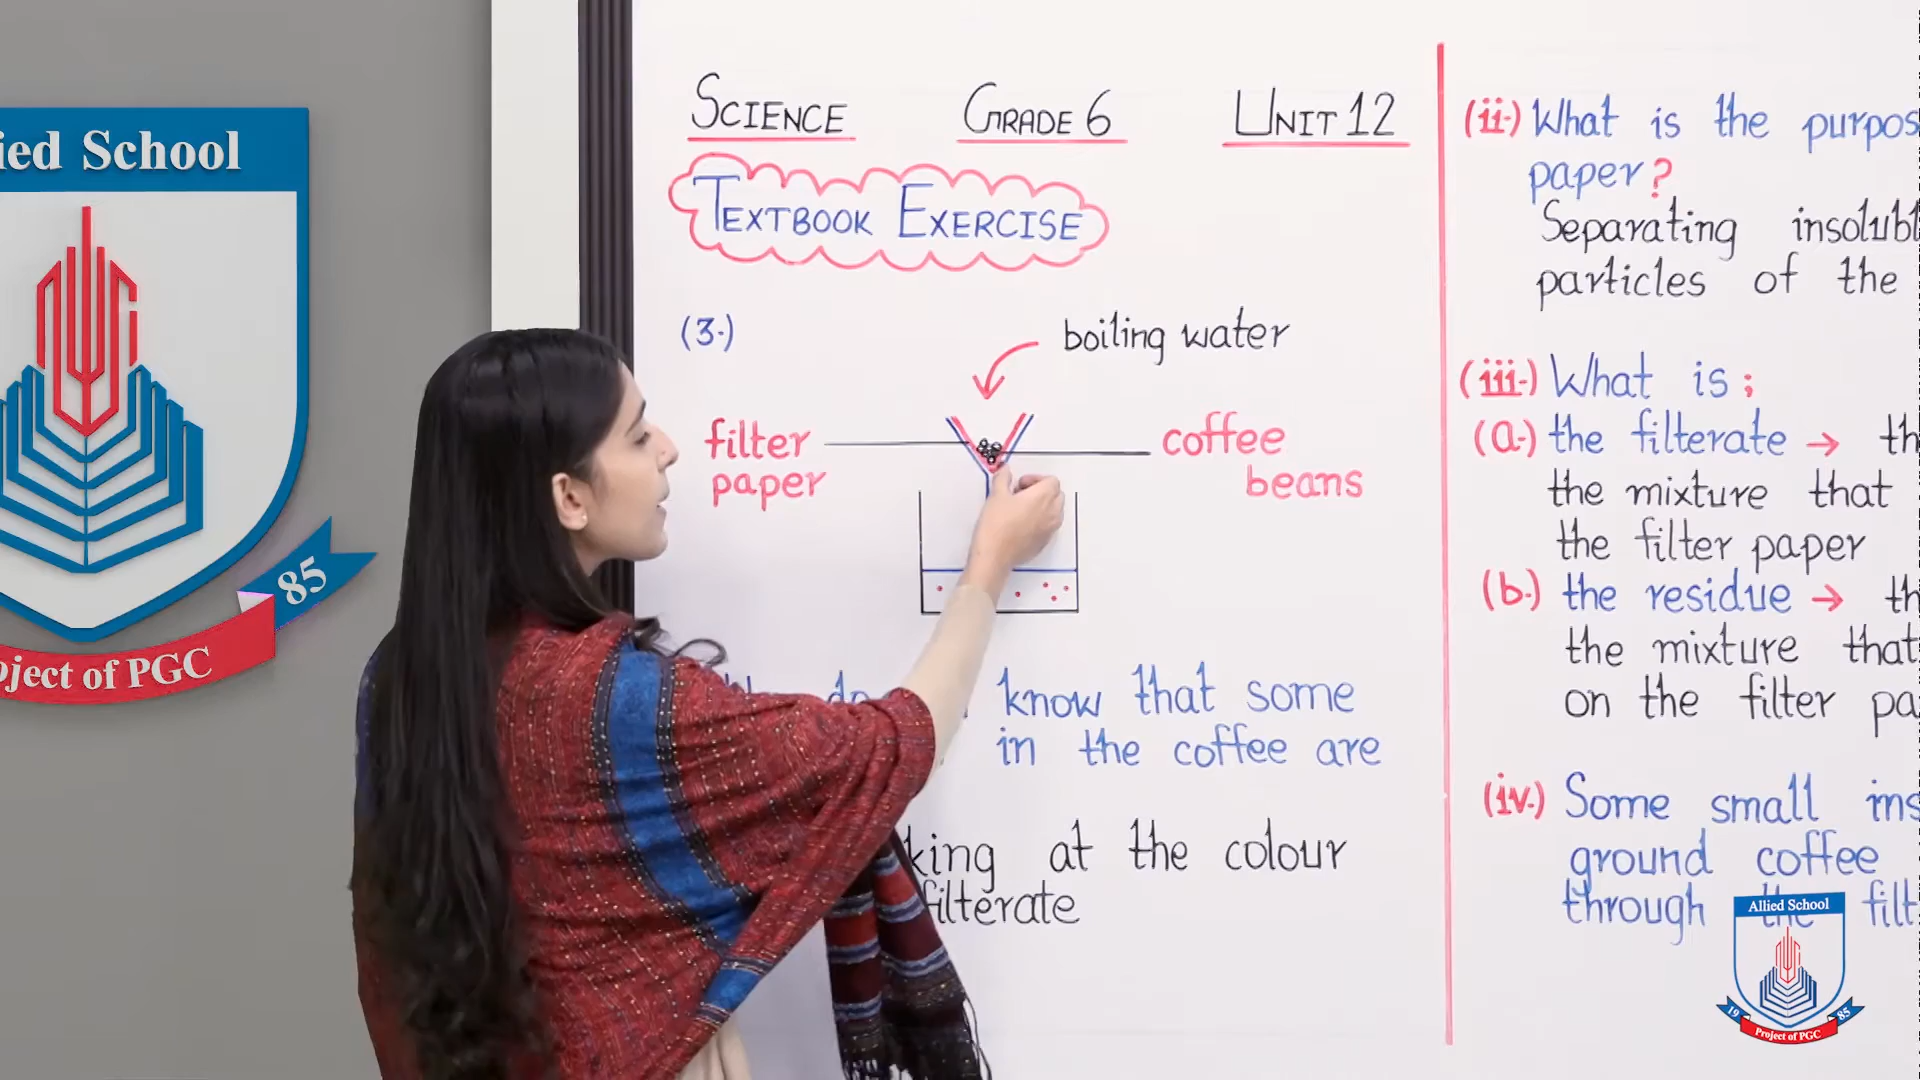 ied School
85
oject of PGC
SCIENCE GRADE 6 UNIT 12
TEXTBOOK EXERCISE
(3.)
boiling water
filter
paper
coffee
beans
know that some
in the coffee are
king at the colour
filterate
(ii.) What is the purpos
paper?
Separating insolubl
particles of the
(iii.) What is ;
(a.) the filterate → th
the mixture that
the filter paper
(b.) the residue → th
the mixture that
on the filter pa
(iv.) Some small ins
ground coffee
through the filt
Allied School
19 85
Project of PGC